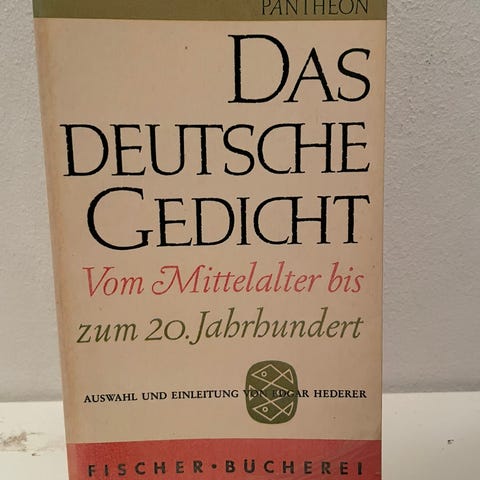 PANTHEON
DAS
DEUTSCHE
GEDICHT
Vom Mittelalter bis
zum 20. Jahrhundert
AUSWAHL UND EINLEITUNG VON EDGAR HEDERER
FISCHER • BÜCHEREI